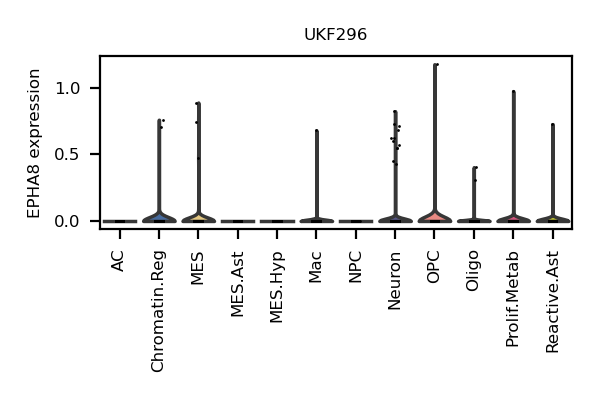 UKF296
EPHA8 expression
1.0
0.5
0.0
AC
Chromatin.Reg
MES
MES.Ast
MES.Hyp
Mac
NPC
Neuron
OPC
Oligo
Prolif.Metab
Reactive.Ast